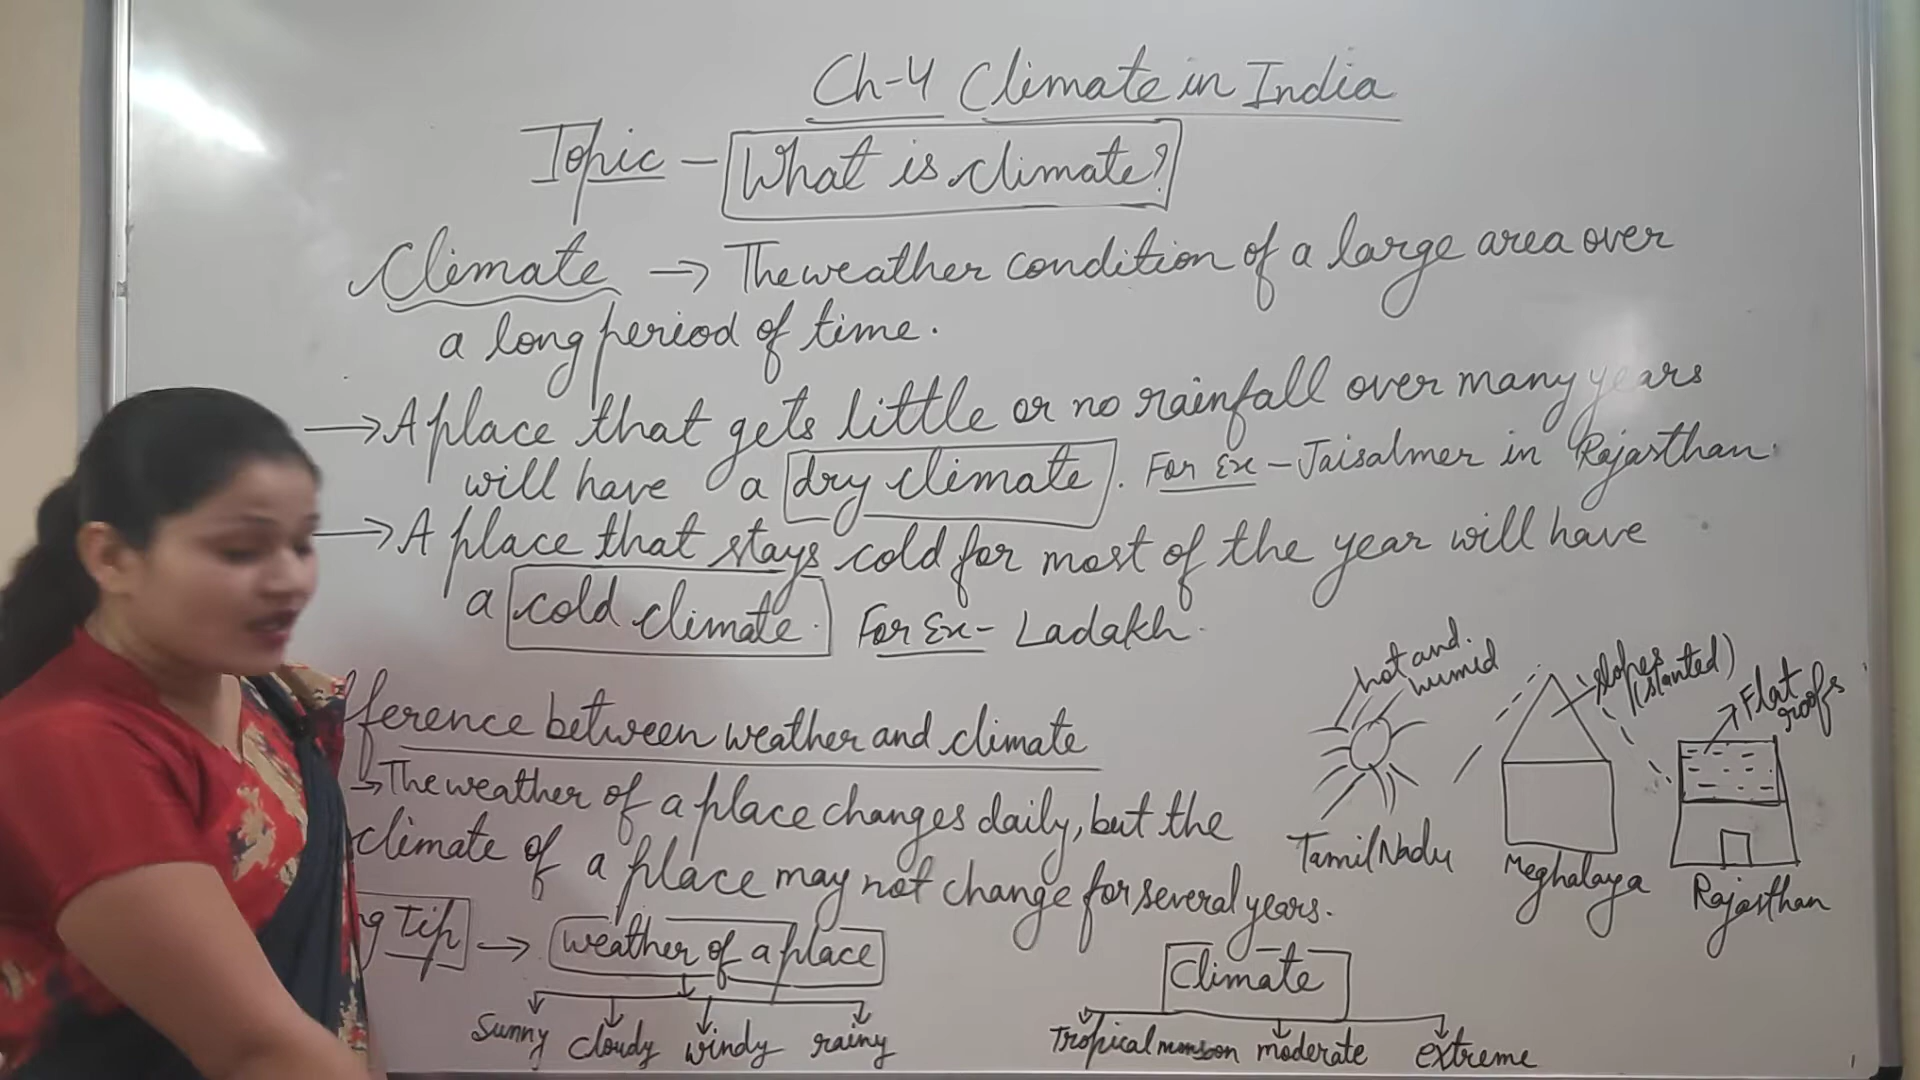 Ch-4 Climate in India
Topic - What is climate?
Climate → The weather condition of a large area over
a long period of time.
→ A place that gets little or no rainfall over many years
will have a dry climate. For Ex - Jaisalmer in Rajasthan.
→ A place that stays cold for most of the year will have
a cold climate. For Ex - Ladakh.
fference between weather and climate
→ The weather of a place changes daily, but the
climate of a place may not change for several years.
g Tip → weather of a place
sunny cloudy windy rainy
hot and humid
Tamil Nadu
slopes (slanted)
Meghalaya
Flat roofs
Rajasthan
Climate
Tropical monsoon moderate extreme